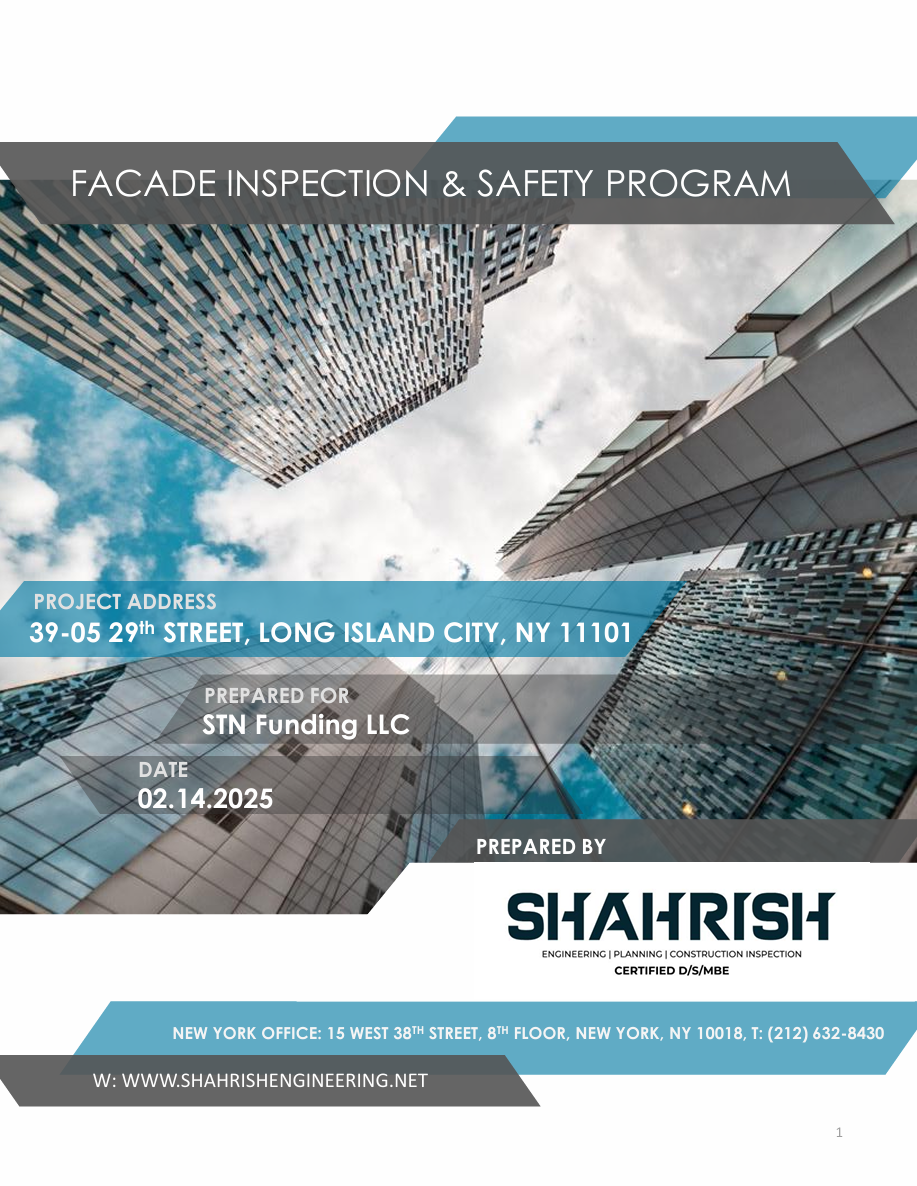 FACADE INSPECTION & SAFETY PROGRAM
PROJECT ADDRESS
39-05 29th STREET, LONG ISLAND CITY, NY 11101
PREPARED FOR
STN Funding LLC
DATE
02.14.2025
PREPARED BY
SHAHRISH
ENGINEERING | PLANNING | CONSTRUCTION INSPECTION
CERTIFIED D/S/MBE
NEW YORK OFFICE: 15 WEST 38TH STREET, 8TH FLOOR, NEW YORK, NY 10018, T: (212) 632-8430
W: WWW.SHAHRISHENGINEERING.NET
1